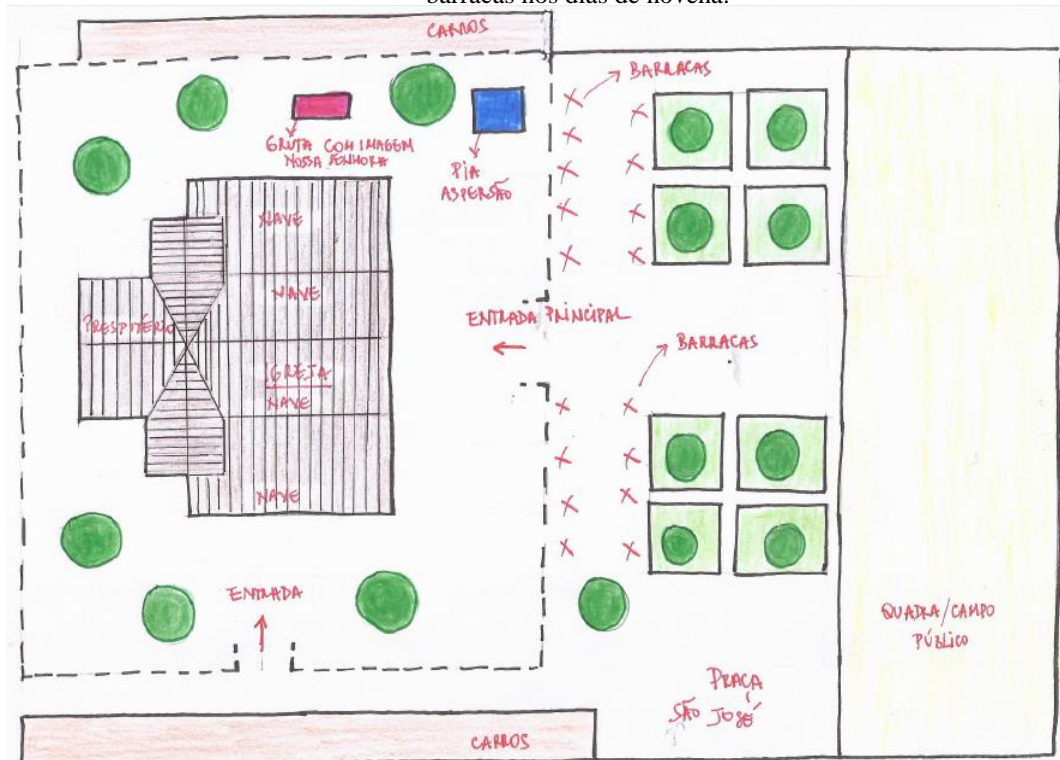 barracas nos dias de novena.
CARROS
BARRACAS
GRUTA COM IMAGEM
NOSSA SENHORA
PIA
ASPERSÃO
NAVE
NAVE
PRESPITÉRIO
ENTRADA PRINCIPAL
BARRACAS
IGREJA
NAVE
NAVE
ENTRADA
QUADRA/CAMPO
PÚBLICO
PRAÇA
SÃO JOSÉ
CARROS